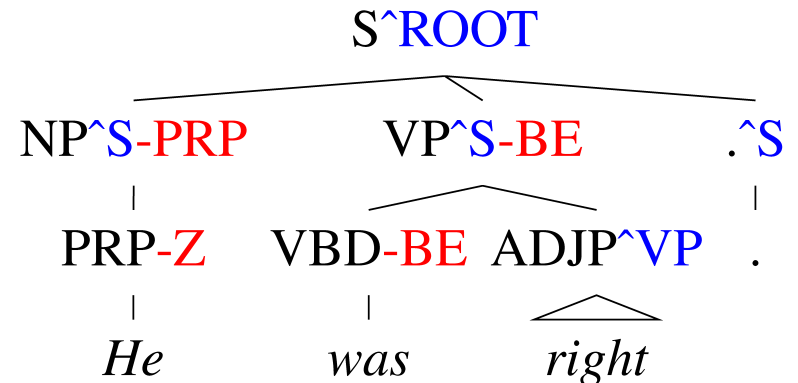 S^ROOT
NP^S-PRP VP^S-BE .^S
PRP-Z VBD-BE ADJP^VP .
He was right